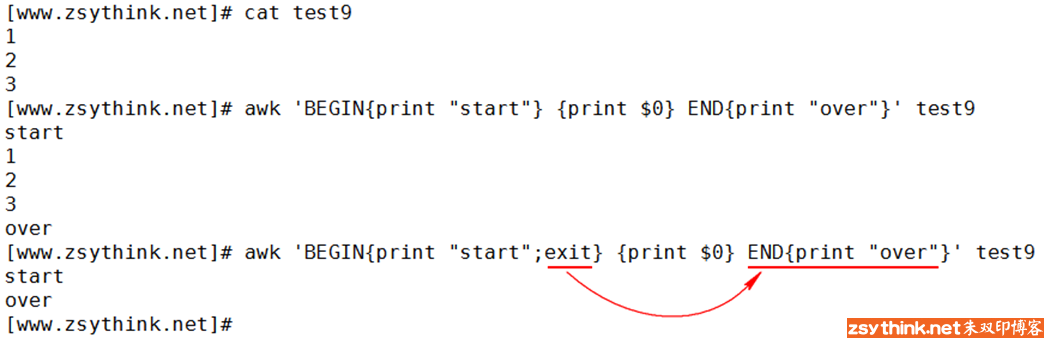 [www.zsythink.net]# cat test9
1
2
3
[www.zsythink.net]# awk 'BEGIN{print "start"} {print $0} END{print "over"}' test9
start
1
2
3
over
[www.zsythink.net]# awk 'BEGIN{print "start";exit} {print $0} END{print "over"}' test9
start
over
[www.zsythink.net]#
zsythink.net朱双印博客